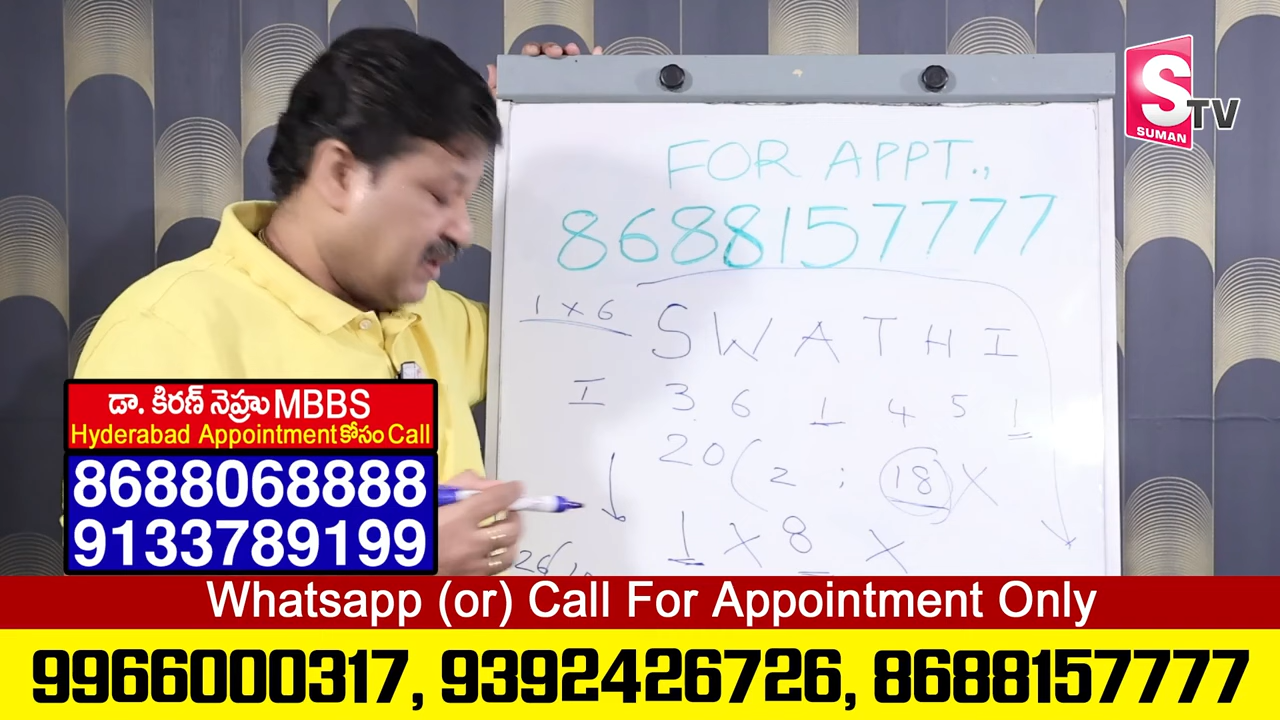 S TV
SUMAN
FOR APPT.,
8688157777
1 x 6
SWATHI
I
3 6 1 4 5 1
20 ( 2 ; 18 X
1 X 8 X
26(
డా. కిరణ్ నెహ్రు MBBS
Hyderabad Appointment కోసం Call
8688068888
9133789199
Whatsapp (or) Call For Appointment Only
9966000317, 9392426726, 8688157777